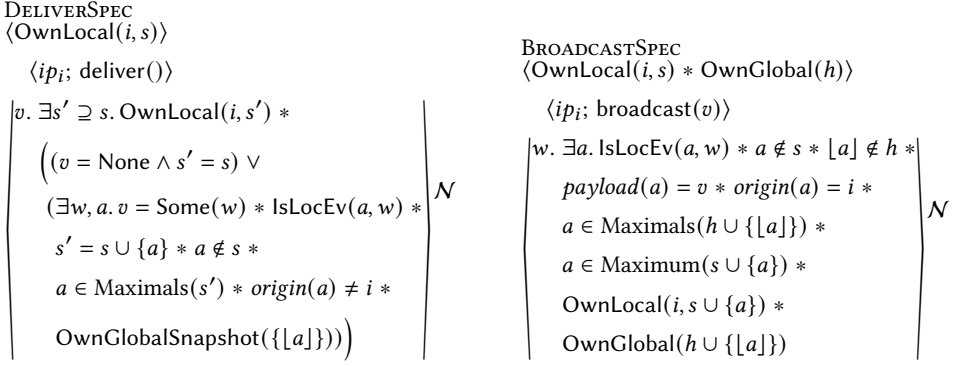 DELIVERSPEC
⟨OwnLocal(i, s)⟩
⟨ip_i; deliver()⟩
v. ∃s′ ⊇ s. OwnLocal(i, s′) ∗
((v = None ∧ s′ = s) ∨
(∃w, a. v = Some(w) ∗ IsLocEv(a, w) ∗
s′ = s ∪ {a} ∗ a ∉ s ∗
a ∈ Maximals(s′) ∗ origin(a) ≠ i ∗
OwnGlobalSnapshot({⌊a⌋})))
N
BROADCASTSPEC
⟨OwnLocal(i, s) ∗ OwnGlobal(h)⟩
⟨ip_i; broadcast(v)⟩
w. ∃a. IsLocEv(a, w) ∗ a ∉ s ∗ ⌊a⌋ ∉ h ∗
payload(a) = v ∗ origin(a) = i ∗
a ∈ Maximals(h ∪ {⌊a⌋}) ∗
a ∈ Maximum(s ∪ {a}) ∗
OwnLocal(i, s ∪ {a}) ∗
OwnGlobal(h ∪ {⌊a⌋})
N